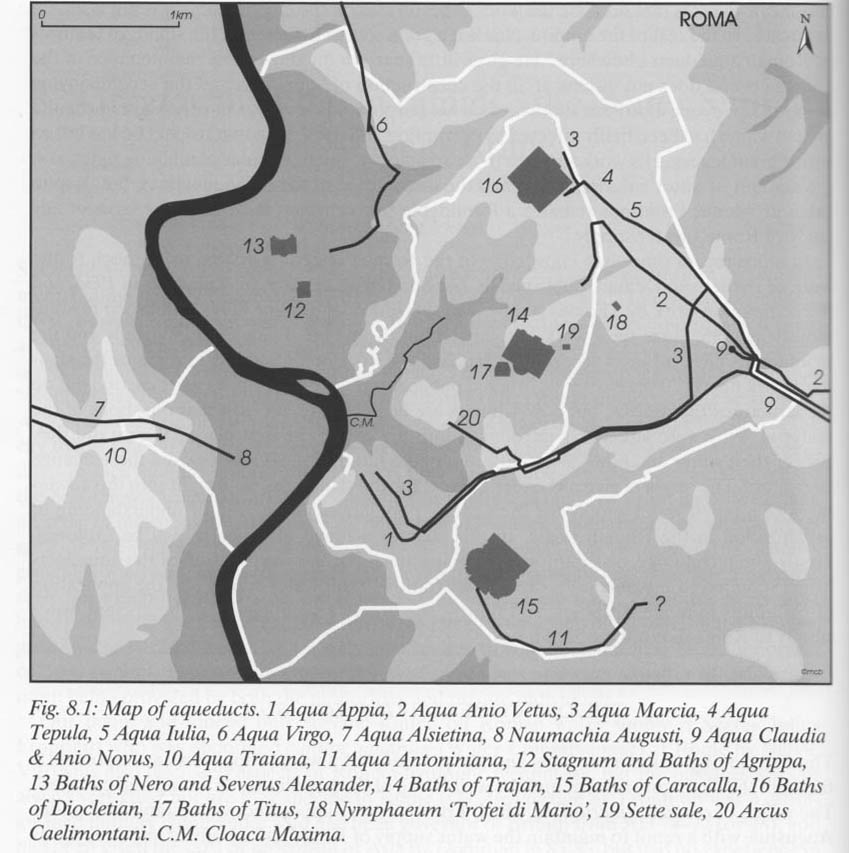 0 1km
ROMA
N
6
3
16
4
5
13
12
2
14
19
18
17
3
9
2
9
C.M.
20
7
10
8
3
1
15
?
11
©mcb
Fig. 8.1: Map of aqueducts. 1 Aqua Appia, 2 Aqua Anio Vetus, 3 Aqua Marcia, 4 Aqua
Tepula, 5 Aqua Iulia, 6 Aqua Virgo, 7 Aqua Alsietina, 8 Naumachia Augusti, 9 Aqua Claudia
& Anio Novus, 10 Aqua Traiana, 11 Aqua Antoniniana, 12 Stagnum and Baths of Agrippa,
13 Baths of Nero and Severus Alexander, 14 Baths of Trajan, 15 Baths of Caracalla, 16 Baths
of Diocletian, 17 Baths of Titus, 18 Nymphaeum ‘Trofei di Mario’, 19 Sette sale, 20 Arcus
Caelimontani. C.M. Cloaca Maxima.